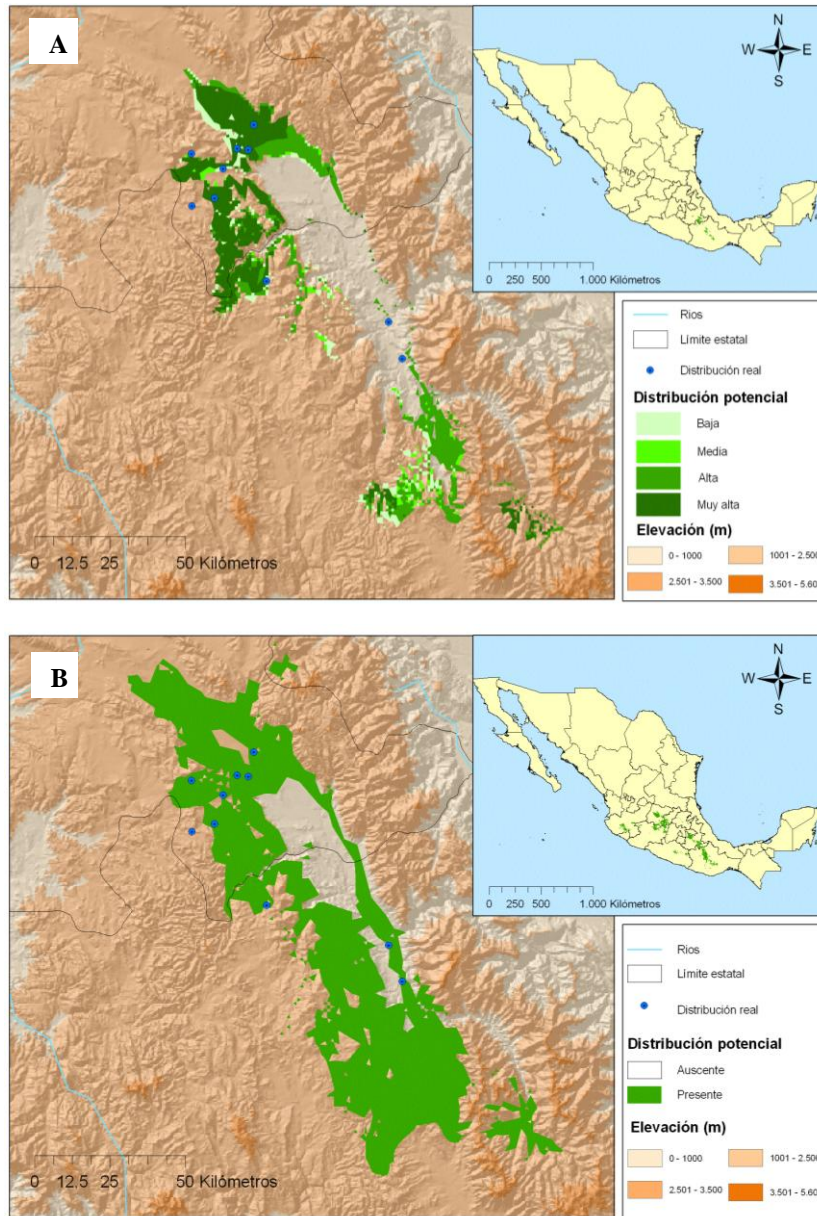 A
N
W E
S
0 250 500 1.000 Kilómetros
Rios
Límite estatal
Distribución real
Distribución potencial
Baja
Media
Alta
Muy alta
Elevación (m)
0 - 1000 1001 - 2.500
2.501 - 3.500 3.501 - 5.60
0 12.5 25 50 Kilómetros
B
N
W E
S
0 250 500 1.000 Kilómetros
Rios
Límite estatal
Distribución real
Distribución potencial
Auscente
Presente
Elevación (m)
0 - 1000 1001 - 2.500
2.501 - 3.500 3.501 - 5.60
0 12.5 25 50 Kilómetros